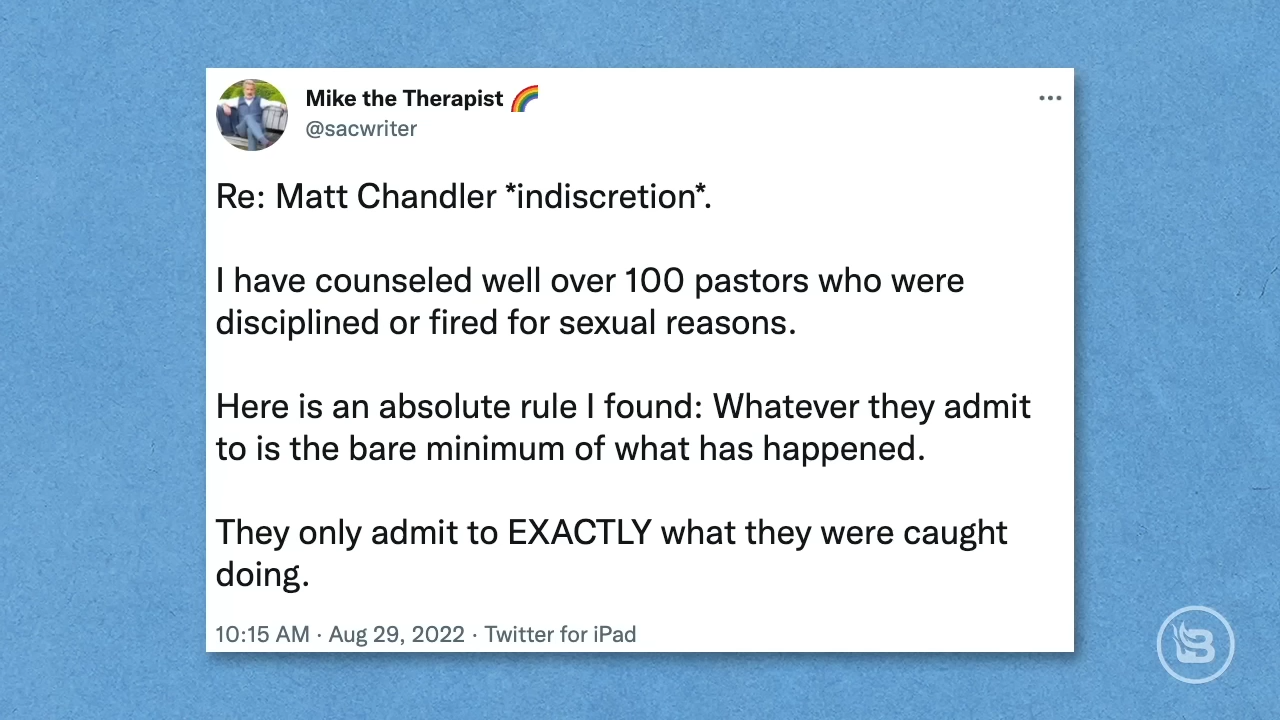 Mike the Therapist 🌈
@sacwriter
Re: Matt Chandler *indiscretion*.
I have counseled well over 100 pastors who were
disciplined or fired for sexual reasons.
Here is an absolute rule I found: Whatever they admit
to is the bare minimum of what has happened.
They only admit to EXACTLY what they were caught
doing.
10:15 AM · Aug 29, 2022 · Twitter for iPad
B